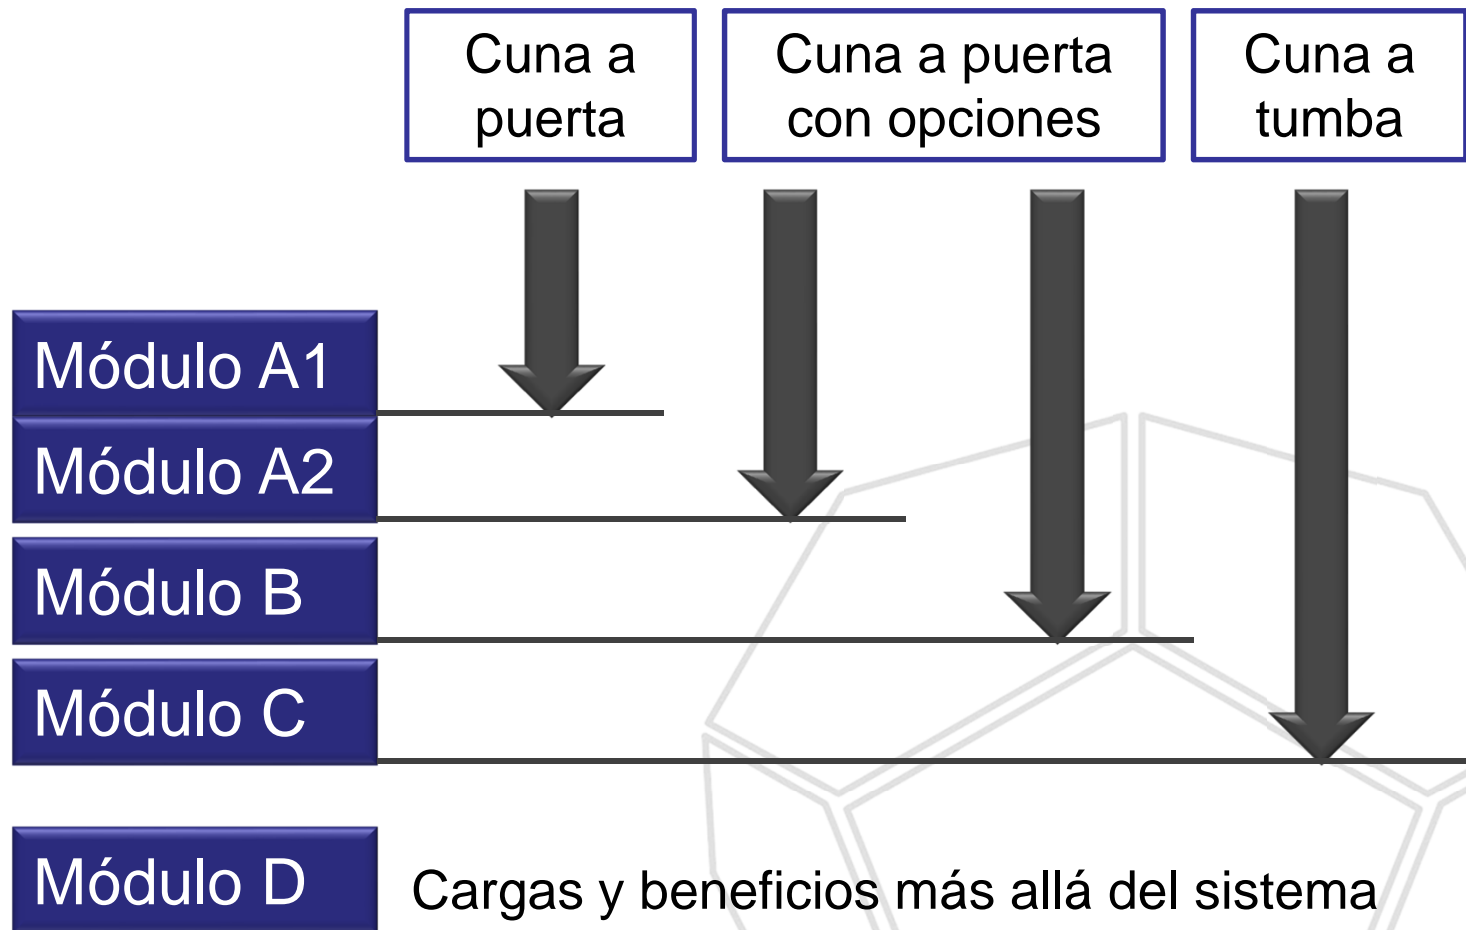 Cuna a
puerta
Cuna a puerta
con opciones
Cuna a
tumba
Módulo A1
Módulo A2
Módulo B
Módulo C
Módulo D
Cargas y beneficios más allá del sistema